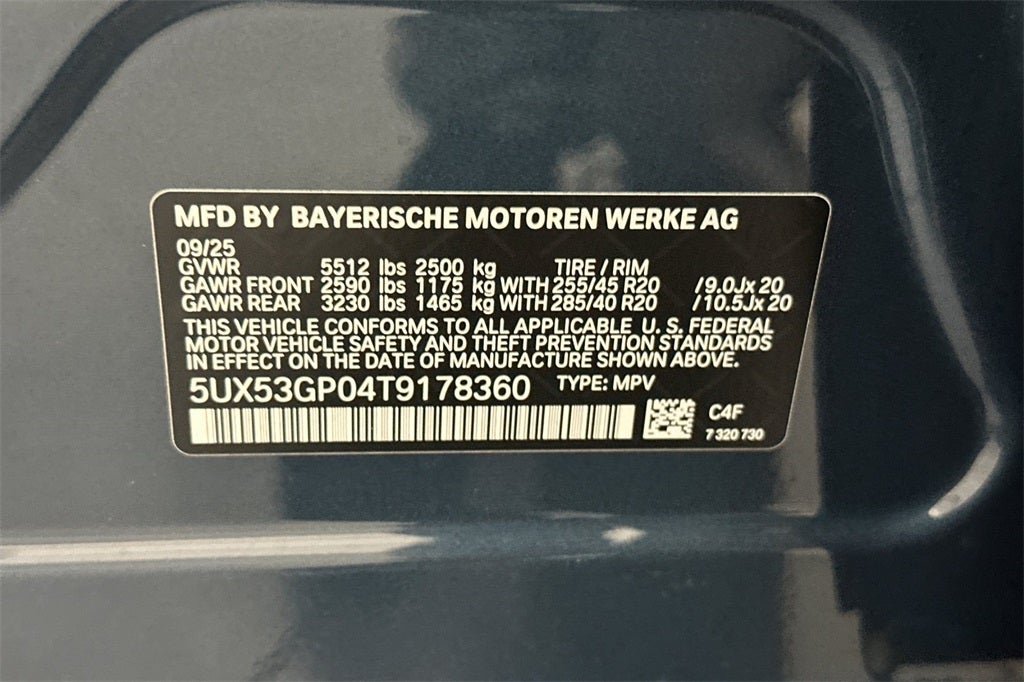 MFD BY BAYERISCHE MOTOREN WERKE AG
09/25
GVWR 5512 lbs 2500 kg TIRE / RIM
GAWR FRONT 2590 lbs 1175 kg WITH 255/45 R20 /9.0Jx 20
GAWR REAR 3230 lbs 1465 kg WITH 285/40 R20 /10.5Jx 20
THIS VEHICLE CONFORMS TO ALL APPLICABLE U. S. FEDERAL
MOTOR VEHICLE SAFETY AND THEFT PREVENTION STANDARDS
IN EFFECT ON THE DATE OF MANUFACTURE SHOWN ABOVE.
5UX53GP04T9178360 TYPE: MPV
C4F
7 320 730